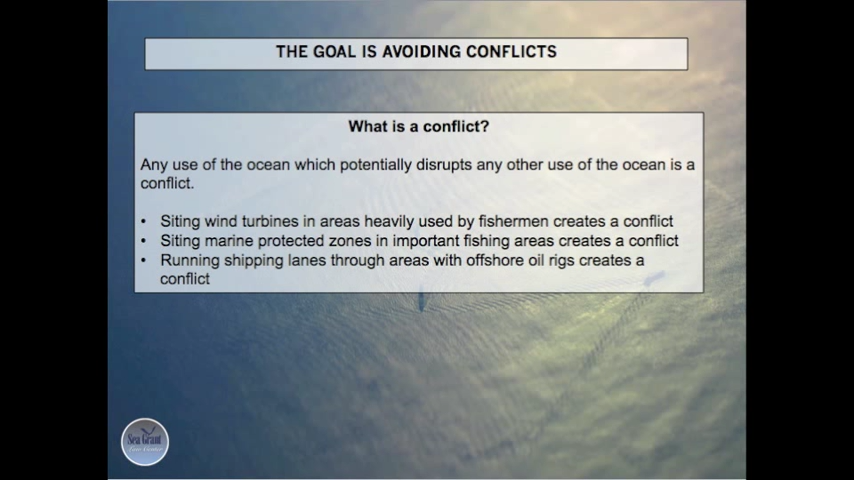 THE GOAL IS AVOIDING CONFLICTS
What is a conflict?
Any use of the ocean which potentially disrupts any other use of the ocean is a
conflict.
• Siting wind turbines in areas heavily used by fishermen creates a conflict
• Siting marine protected zones in important fishing areas creates a conflict
• Running shipping lanes through areas with offshore oil rigs creates a
conflict
Sea Grant